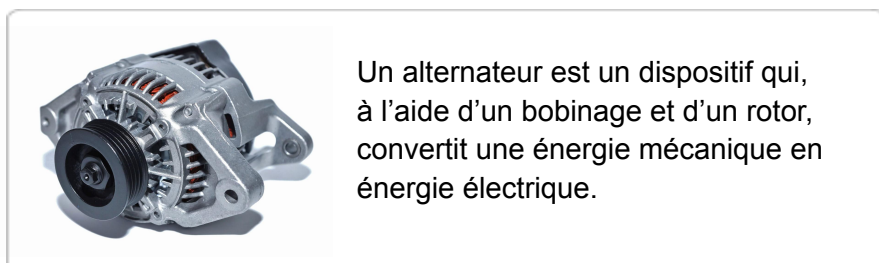 Un alternateur est un dispositif qui,
à l’aide d’un bobinage et d’un rotor,
convertit une énergie mécanique en
énergie électrique.